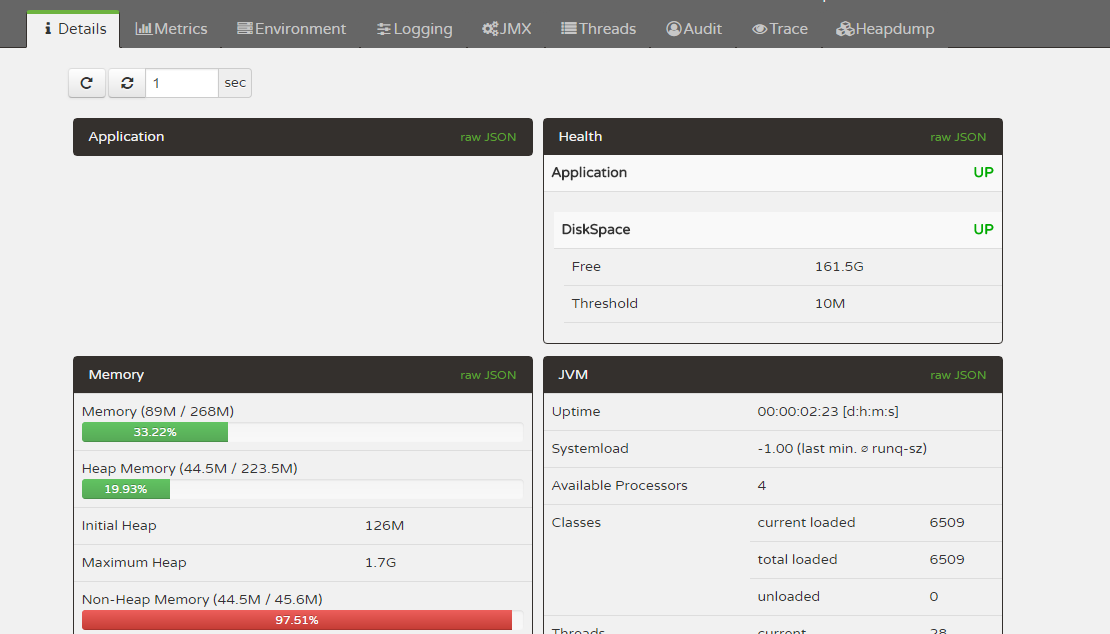 Details Metrics Environment Logging JMX Threads Audit Trace Heapdump
1 sec
Application raw JSON
Health raw JSON
Application UP
DiskSpace UP
Free 161.5G
Threshold 10M
Memory raw JSON
Memory (89M / 268M)
33.22%
Heap Memory (44.5M / 223.5M)
19.93%
Initial Heap 126M
Maximum Heap 1.7G
Non-Heap Memory (44.5M / 45.6M)
97.51%
JVM raw JSON
Uptime 00:00:02:23 [d:h:m:s]
Systemload -1.00 (last min. ⌀ runq-sz)
Available Processors 4
Classes current loaded 6509
total loaded 6509
unloaded 0
Threads current 28